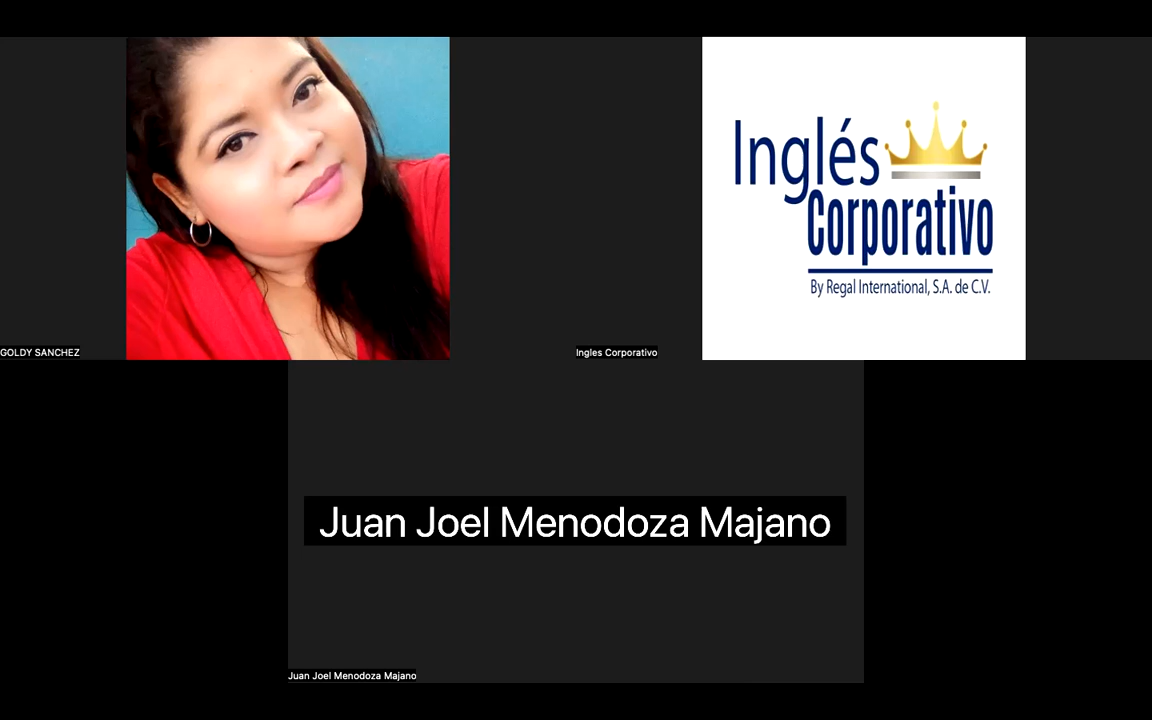 Inglés
Corporativo
By Regal International, S.A. de C.V.
GOLDY SANCHEZ
Ingles Corporativo
Juan Joel Menodoza Majano
Juan Joel Menodoza Majano